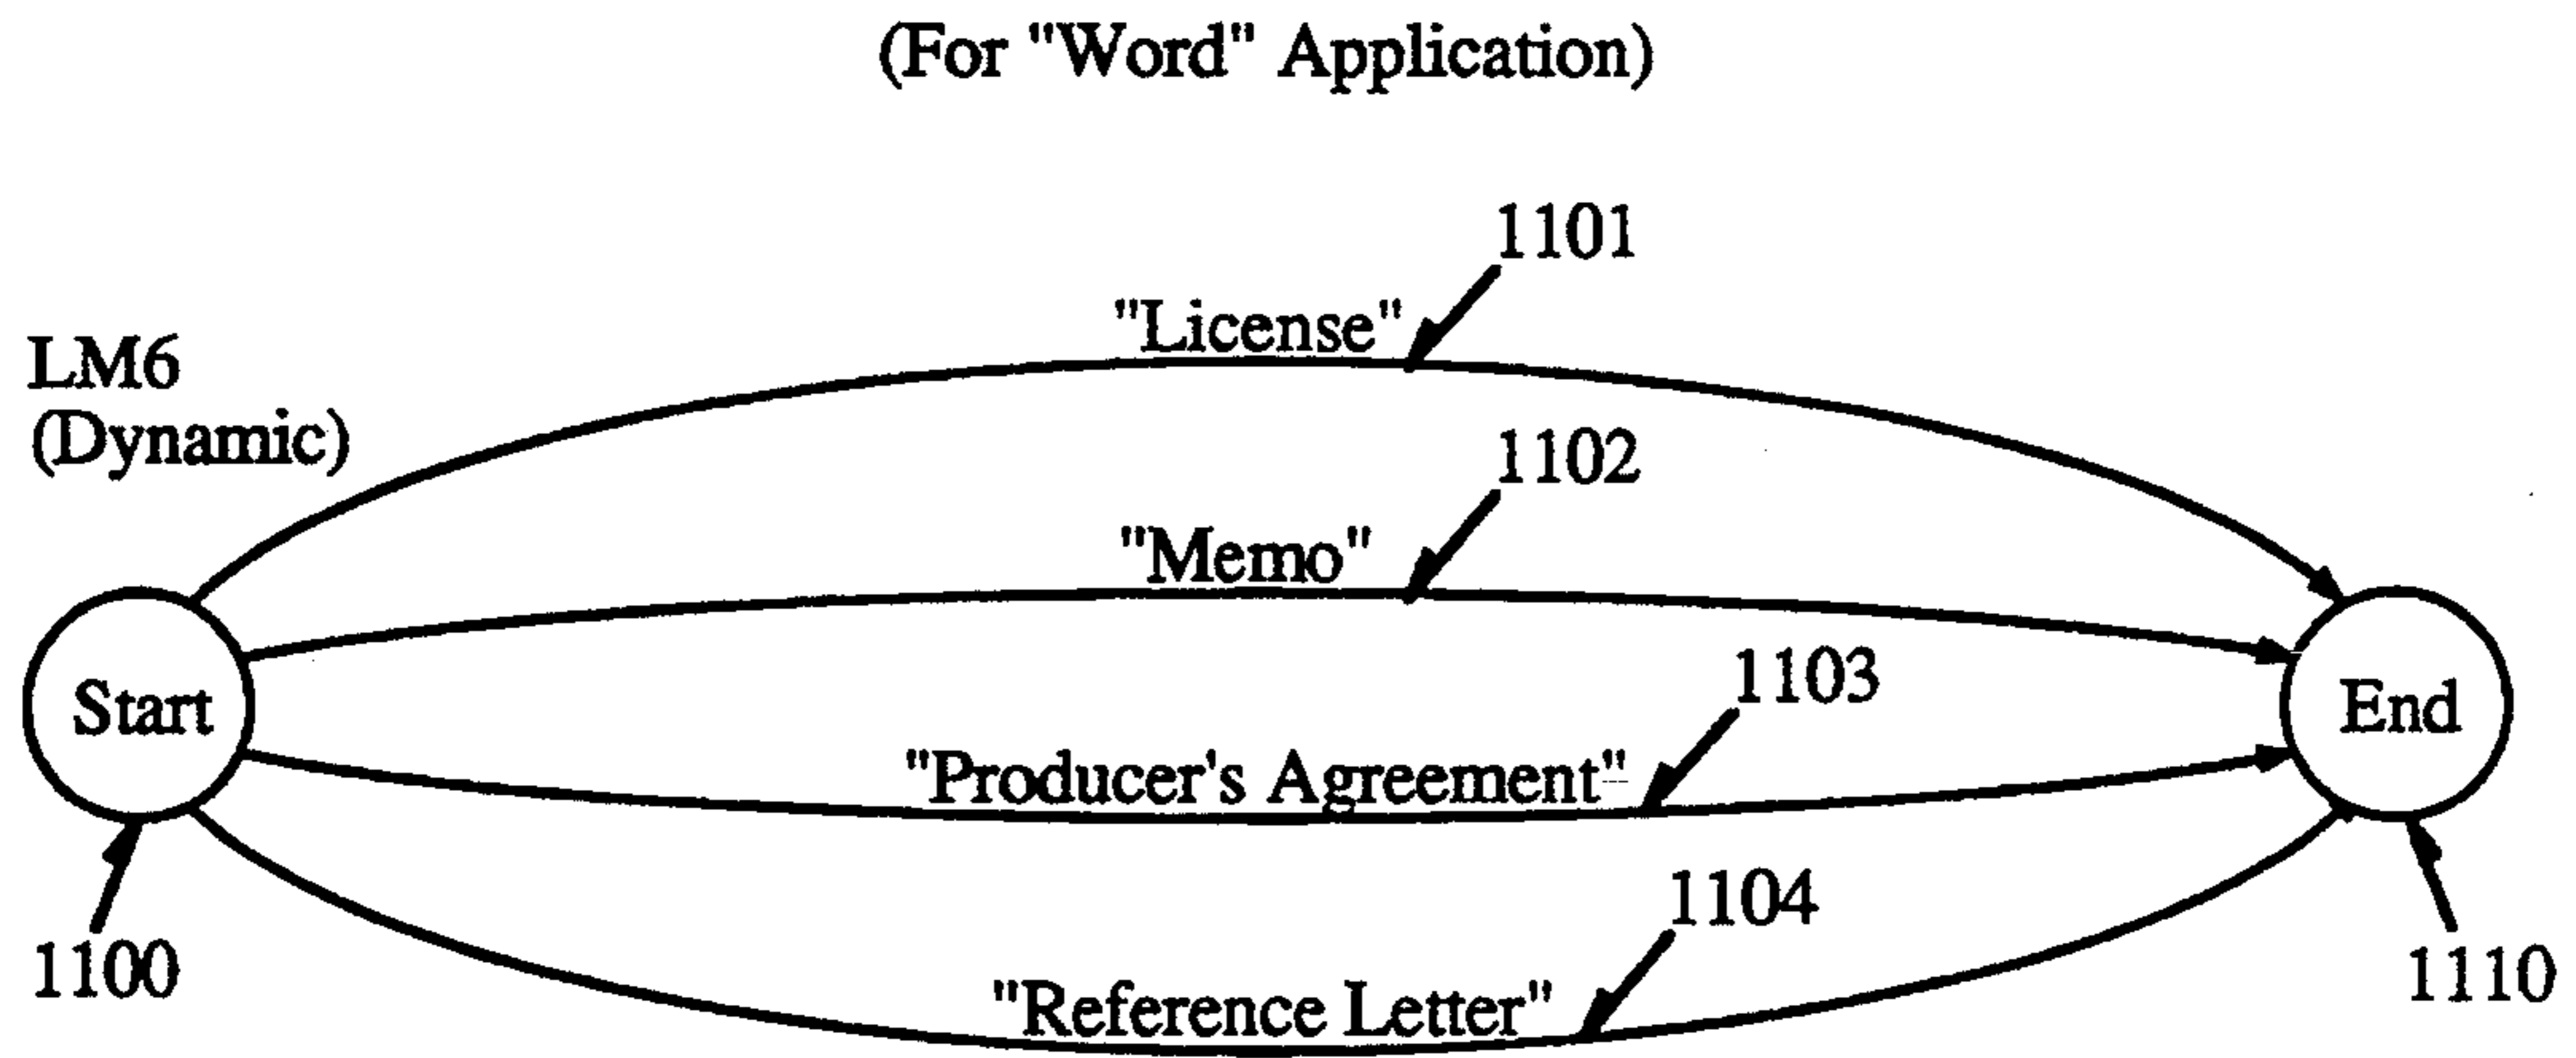 (For "Word" Application)
1101
"License"
LM6
(Dynamic)
1102
"Memo"
1103
Start
End
"Producer's Agreement"
1104
1100
1110
"Reference Letter"